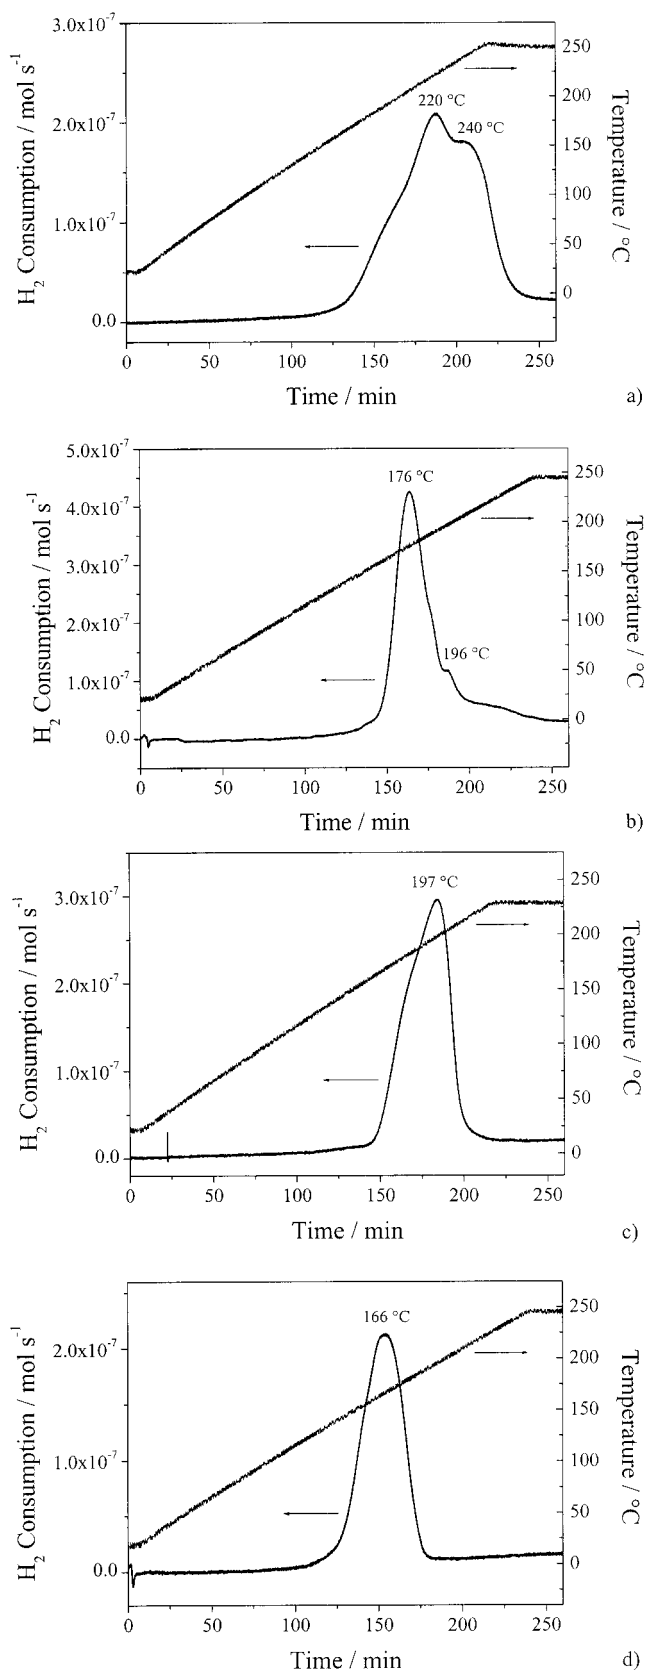 3.0x10⁻⁷
2.0x10⁻⁷
1.0x10⁻⁷
0.0
H₂ Consumption / mol s⁻¹
220 °C
240 °C
250
200
150
100
50
0
Temperature / °C
0 50 100 150 200 250
Time / min
a)
5.0x10⁻⁷
4.0x10⁻⁷
3.0x10⁻⁷
2.0x10⁻⁷
1.0x10⁻⁷
0.0
H₂ Consumption / mol s⁻¹
176 °C
196 °C
250
200
150
100
50
0
Temperature / °C
0 50 100 150 200 250
Time / min
b)
3.0x10⁻⁷
2.0x10⁻⁷
1.0x10⁻⁷
0.0
H₂ Consumption / mol s⁻¹
197 °C
250
200
150
100
50
0
Temperature / °C
0 50 100 150 200 250
Time / min
c)
2.0x10⁻⁷
1.0x10⁻⁷
0.0
H₂ Consumption / mol s⁻¹
166 °C
250
200
150
100
50
0
Temperature / °C
0 50 100 150 200 250
Time / min
d)